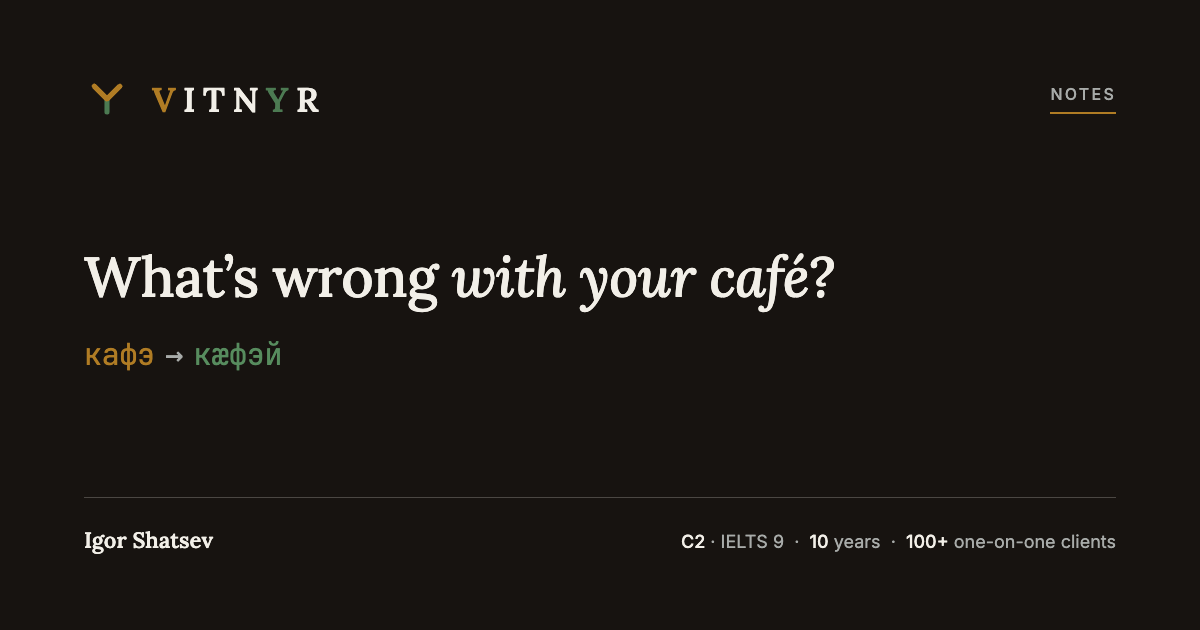 VITNYR
NOTES
What’s wrong with your café?
кафэ → кæфэй
Igor Shatsev
C2 · IELTS 9 · 10 years · 100+ one-on-one clients